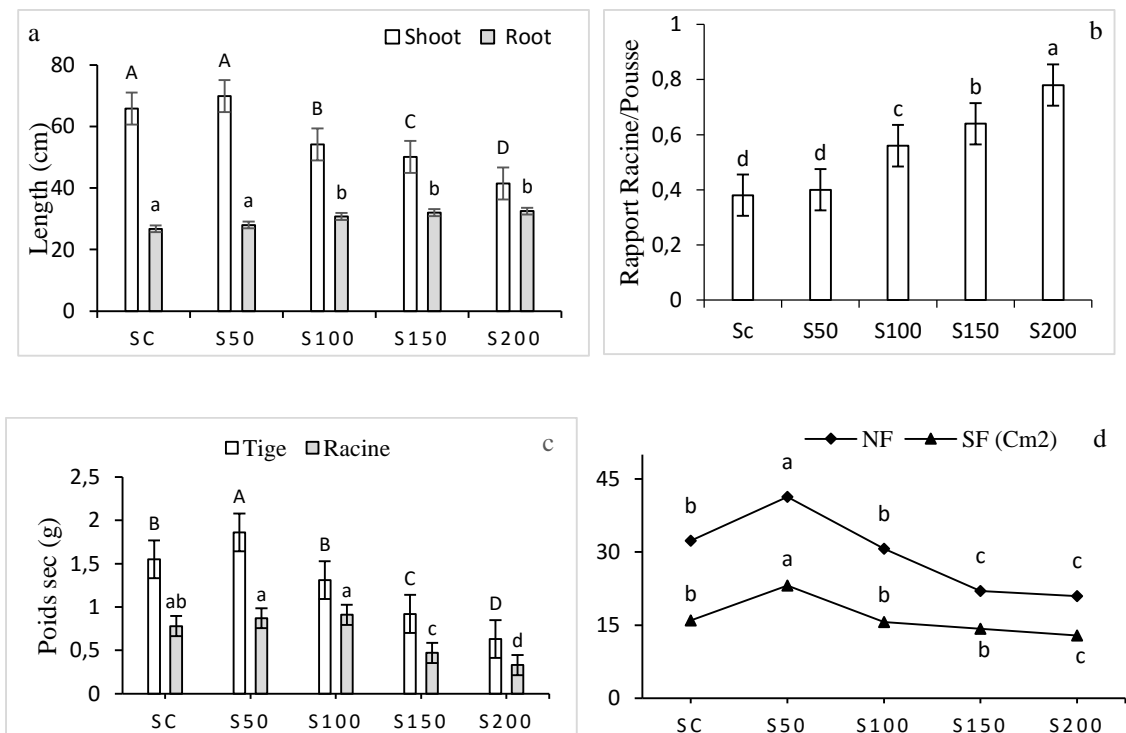 a
Shoot Root
Length (cm)
80
60
40
20
0
A A B C D
a a b b b
SC S50 S100 S150 S200
b
Rapport Racine/Pousse
1
0,8
0,6
0,4
0,2
0
d d c b a
Sc S50 S100 S150 S200
c
Tige Racine
Poids sec (g)
2,5
2
1,5
1
0,5
0
B A B C D
ab a a c d
SC S50 S100 S150 S200
d
NF SF (Cm2)
45
30
15
0
b a b c c
b a b b c
SC S50 S100 S150 S200